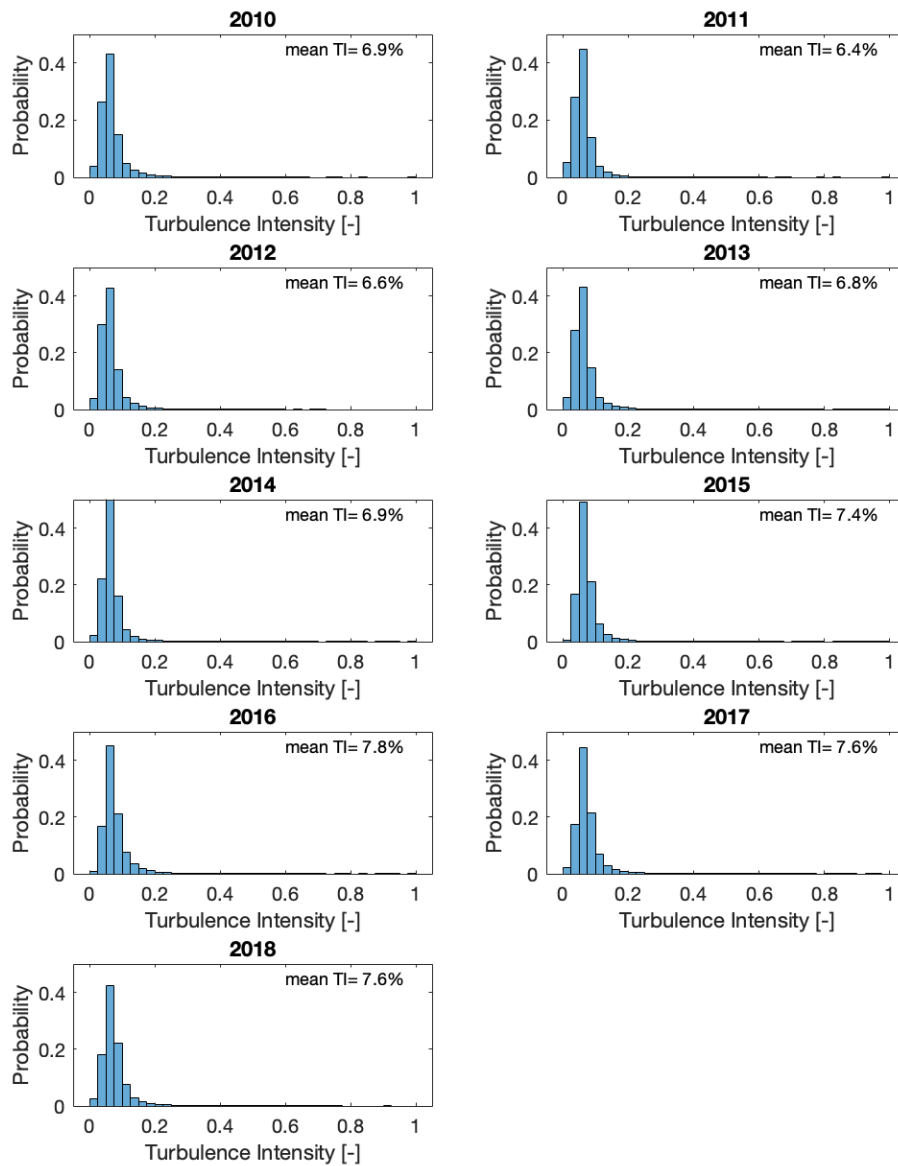 2010
mean TI= 6.9%
Probability
0.4
0.2
0
0 0.2 0.4 0.6 0.8 1
Turbulence Intensity [-]
2011
mean TI= 6.4%
Probability
0.4
0.2
0
0 0.2 0.4 0.6 0.8 1
Turbulence Intensity [-]
2012
mean TI= 6.6%
Probability
0.4
0.2
0
0 0.2 0.4 0.6 0.8 1
Turbulence Intensity [-]
2013
mean TI= 6.8%
Probability
0.4
0.2
0
0 0.2 0.4 0.6 0.8 1
Turbulence Intensity [-]
2014
mean TI= 6.9%
Probability
0.4
0.2
0
0 0.2 0.4 0.6 0.8 1
Turbulence Intensity [-]
2015
mean TI= 7.4%
Probability
0.4
0.2
0
0 0.2 0.4 0.6 0.8 1
Turbulence Intensity [-]
2016
mean TI= 7.8%
Probability
0.4
0.2
0
0 0.2 0.4 0.6 0.8 1
Turbulence Intensity [-]
2017
mean TI= 7.6%
Probability
0.4
0.2
0
0 0.2 0.4 0.6 0.8 1
Turbulence Intensity [-]
2018
mean TI= 7.6%
Probability
0.4
0.2
0
0 0.2 0.4 0.6 0.8 1
Turbulence Intensity [-]